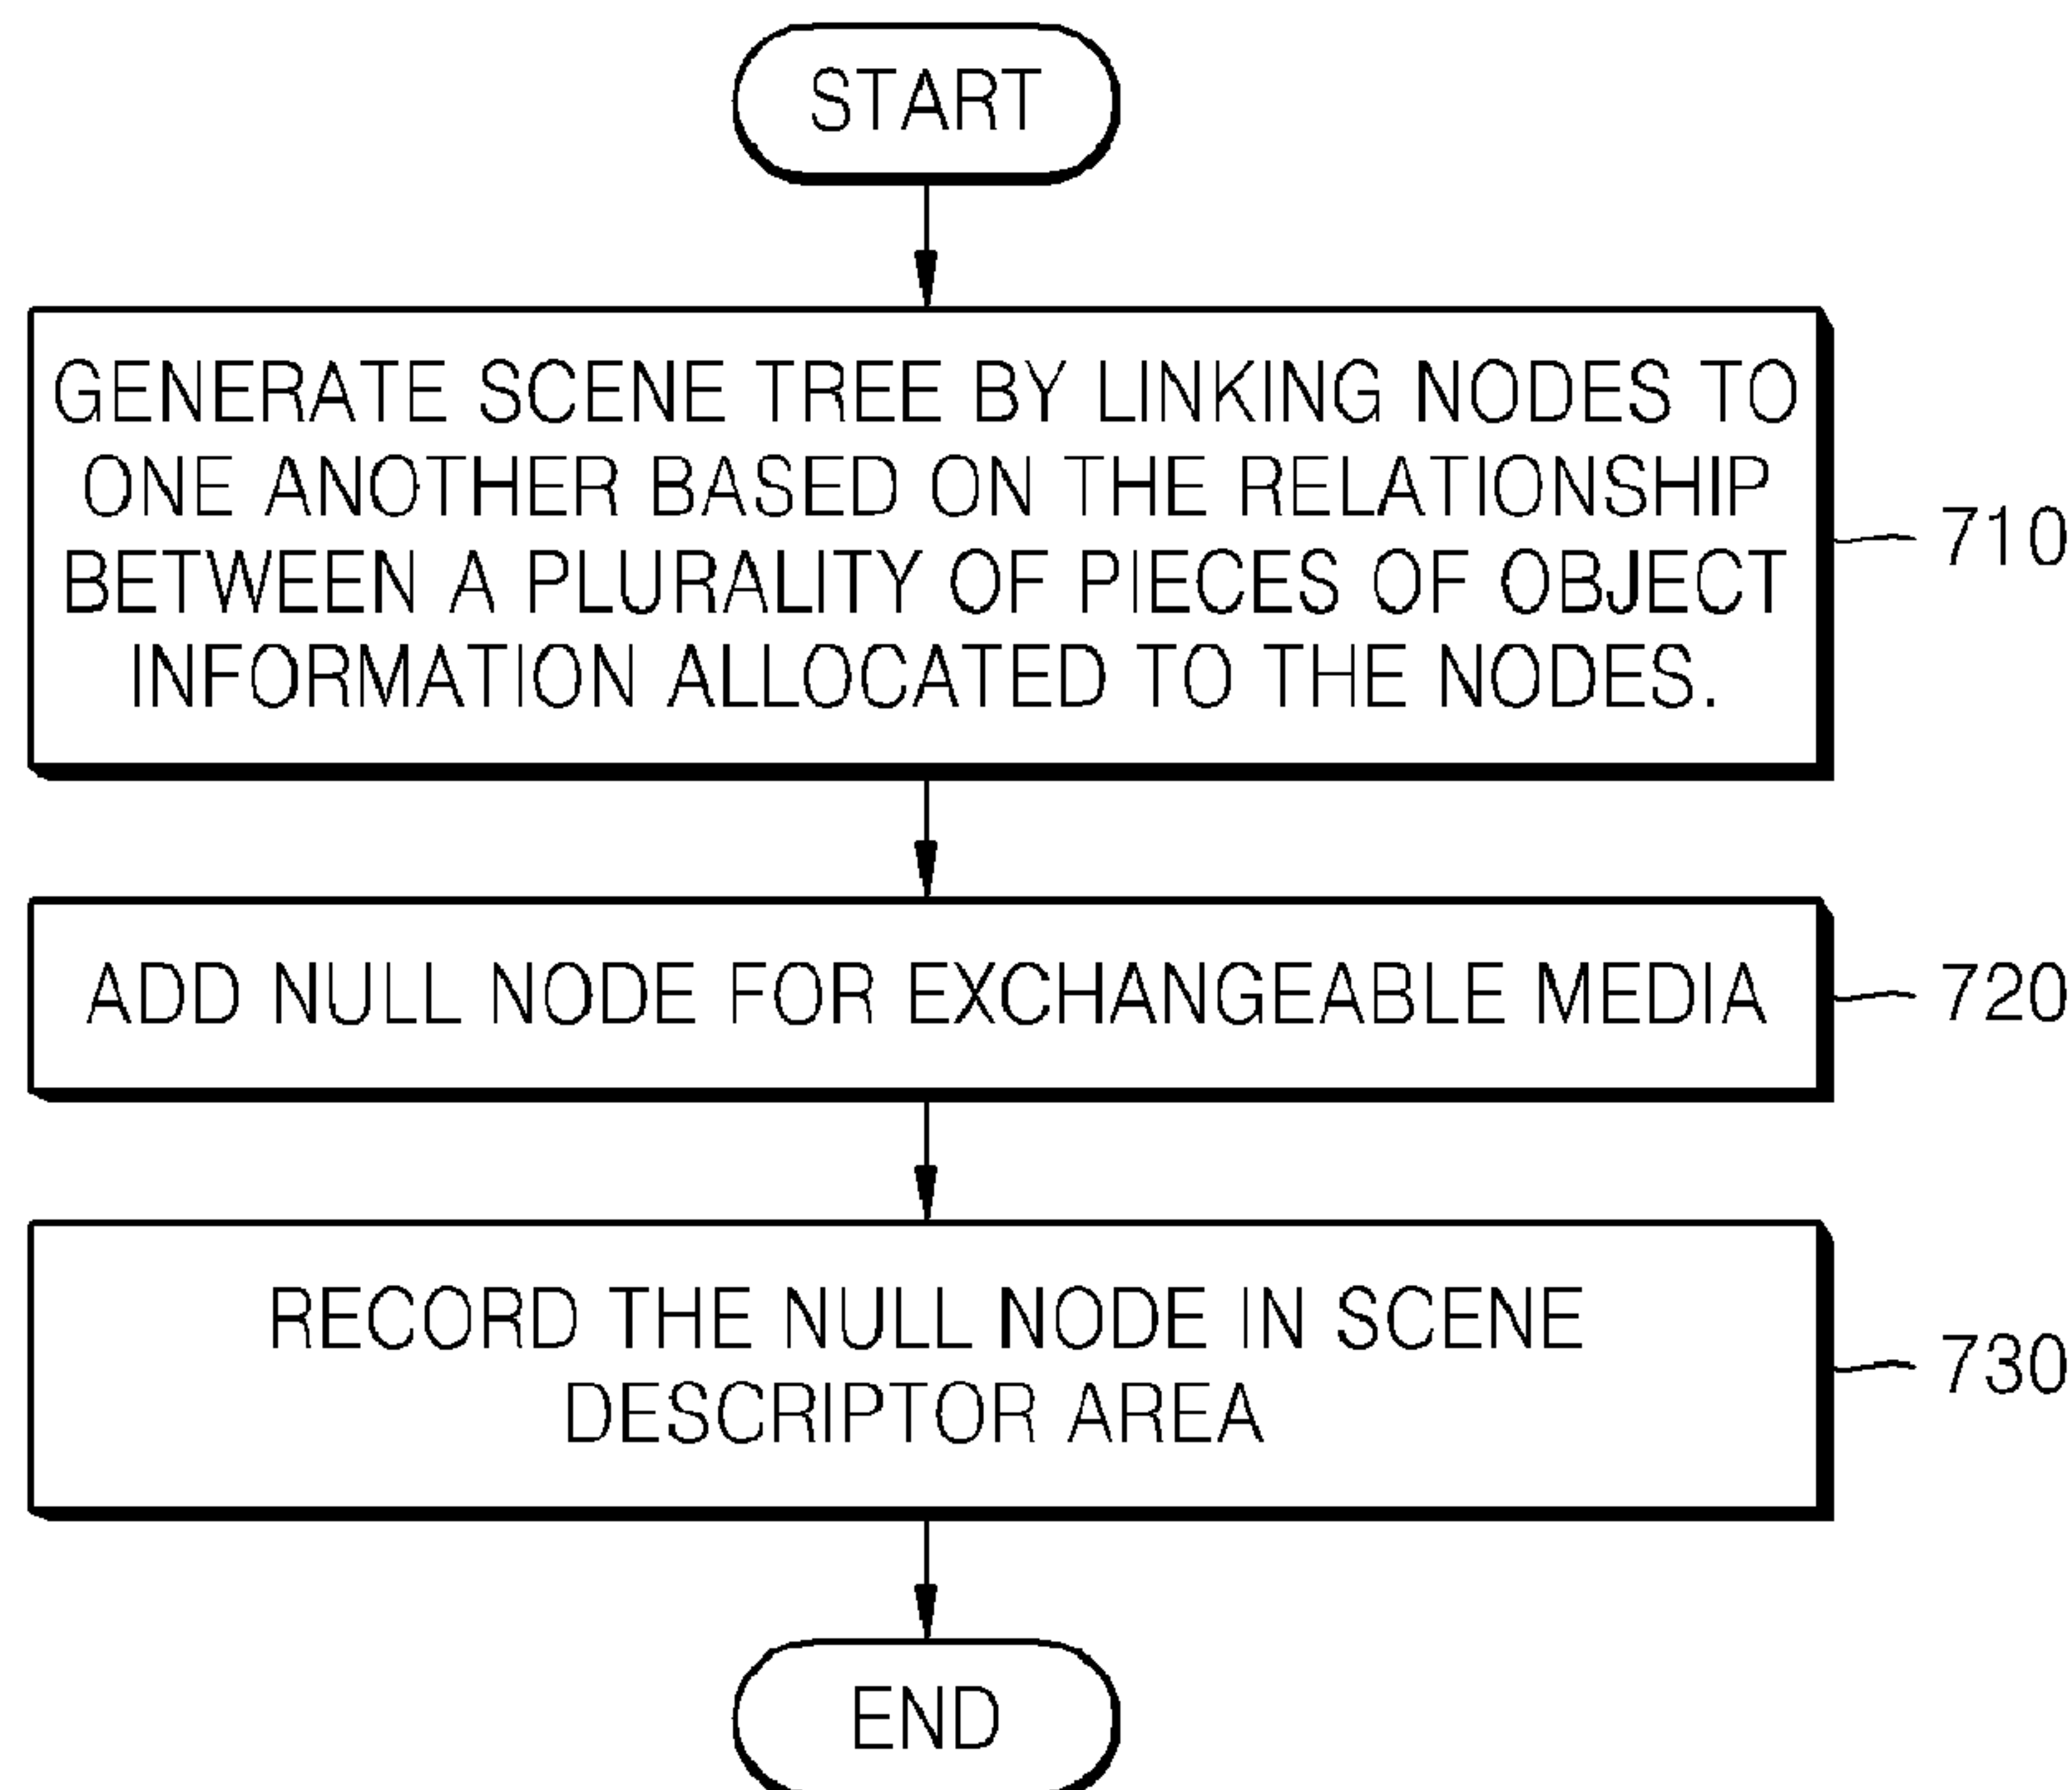 START
GENERATE SCENE TREE BY LINKING NODES TO
ONE ANOTHER BASED ON THE RELATIONSHIP
BETWEEN A PLURALITY OF PIECES OF OBJECT
INFORMATION ALLOCATED TO THE NODES.
710
ADD NULL NODE FOR EXCHANGEABLE MEDIA
720
RECORD THE NULL NODE IN SCENE
DESCRIPTOR AREA
730
END